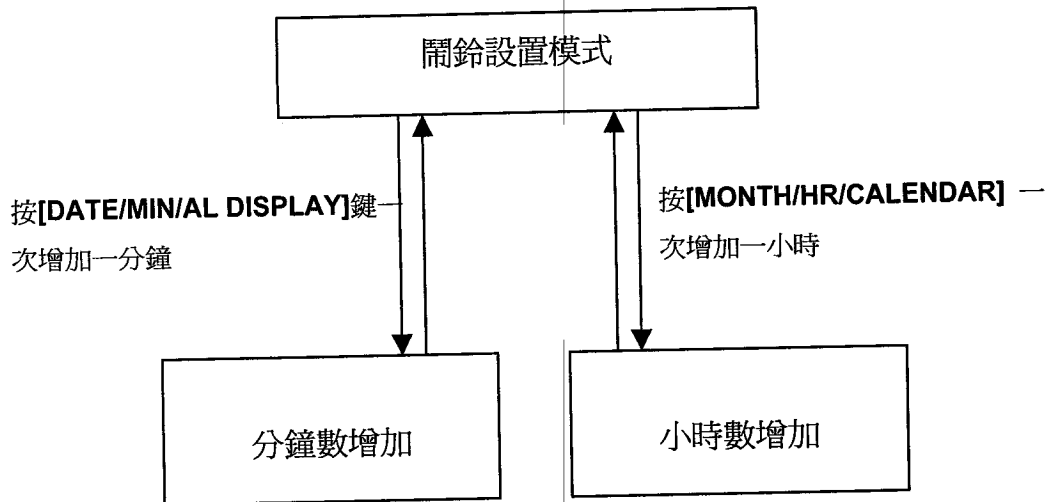 鬧鈴設置模式
按[DATE/MIN/AL DISPLAY]鍵一
次增加一分鐘
按[MONTH/HR/CALENDAR] 一
次增加一小時
分鐘數增加
小時數增加